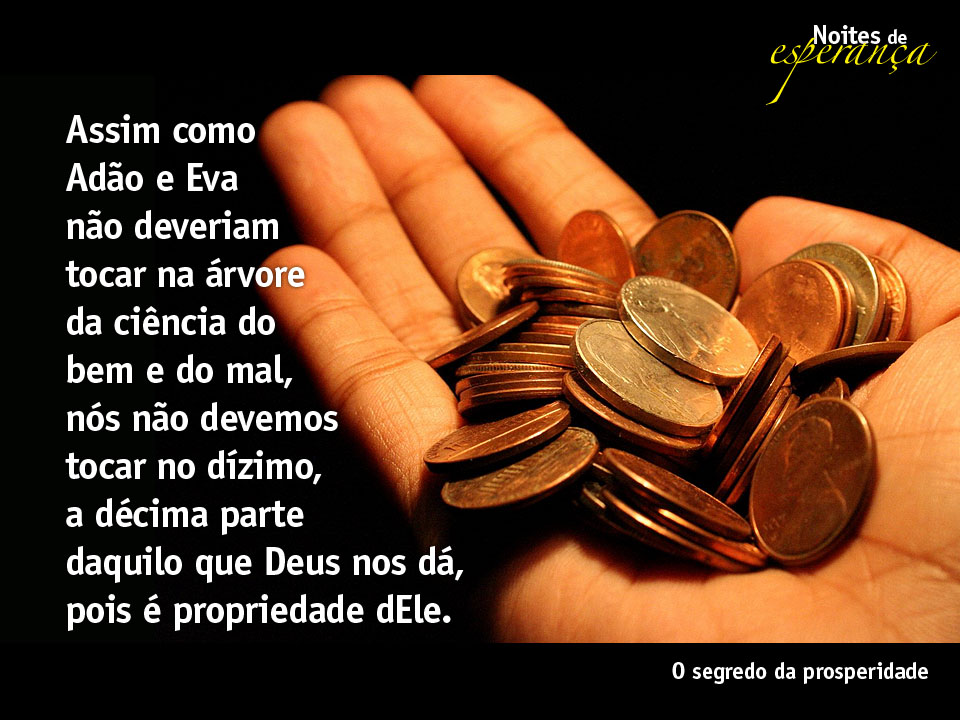 Noites de
esperança
Assim como
Adão e Eva
não deveriam
tocar na árvore
da ciência do
bem e do mal,
nós não devemos
tocar no dízimo,
a décima parte
daquilo que Deus nos dá,
pois é propriedade dEle.
O segredo da prosperidade